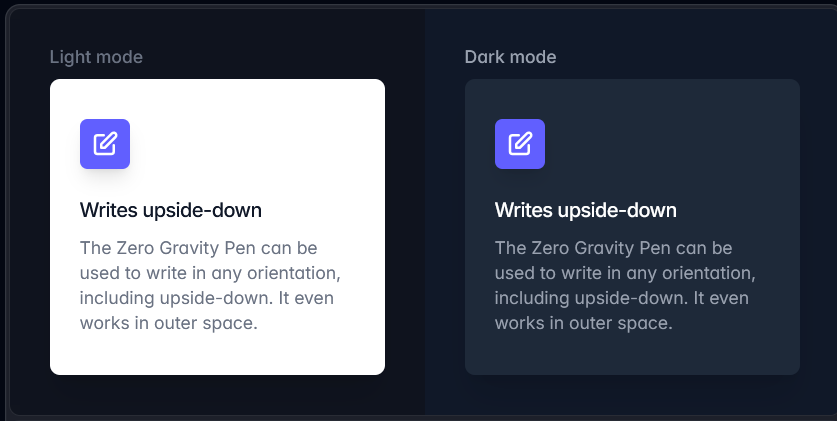 Light mode
Writes upside-down
The Zero Gravity Pen can be
used to write in any orientation,
including upside-down. It even
works in outer space.
Dark mode
Writes upside-down
The Zero Gravity Pen can be
used to write in any orientation,
including upside-down. It even
works in outer space.